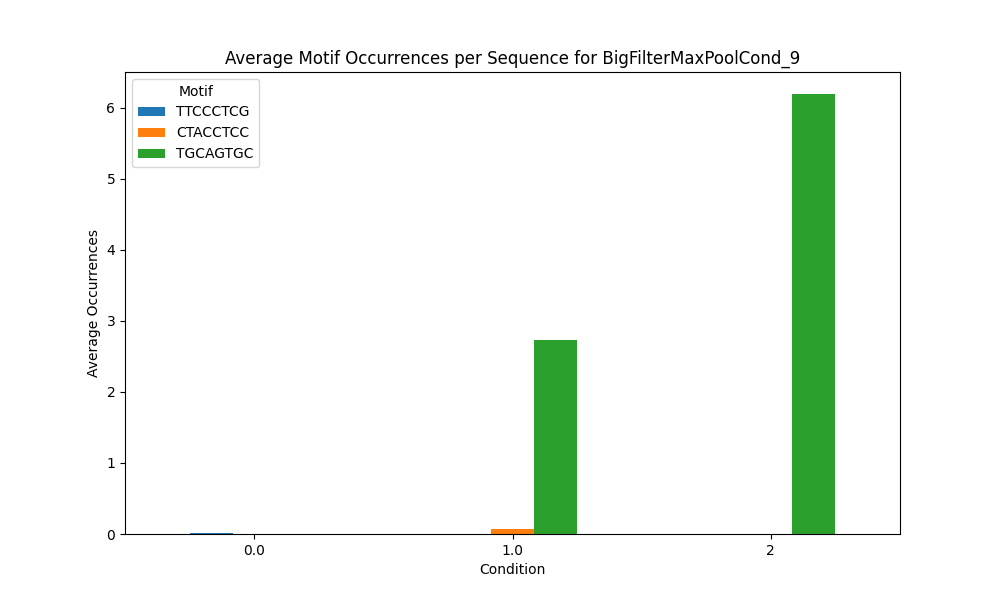 Average Motif Occurrences per Sequence for BigFilterMaxPoolCond_9
Motif
TTCCCTCG
CTACCTCC
TGCAGTGC
Average Occurrences
6
5
4
3
2
1
0
0.0
1.0
2
Condition